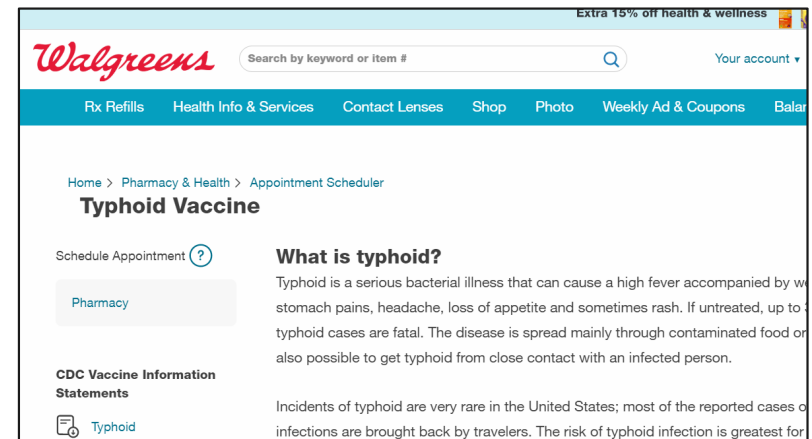 Extra 15% off health & wellness
Walgreens
Search by keyword or item #
Your account
Rx Refills Health Info & Services Contact Lenses Shop Photo Weekly Ad & Coupons
Home > Pharmacy & Health > Appointment Scheduler
Typhoid Vaccine
Schedule Appointment ?
Pharmacy
CDC Vaccine Information
Statements
Typhoid
What is typhoid?
Typhoid is a serious bacterial illness that can cause a high fever accompanied by
stomach pains, headache, loss of appetite and sometimes rash. If untreated, up to
typhoid cases are fatal. The disease is spread mainly through contaminated food or
also possible to get typhoid from close contact with an infected person.
Incidents of typhoid are very rare in the United States; most of the reported cases
infections are brought back by travelers. The risk of typhoid infection is greatest for